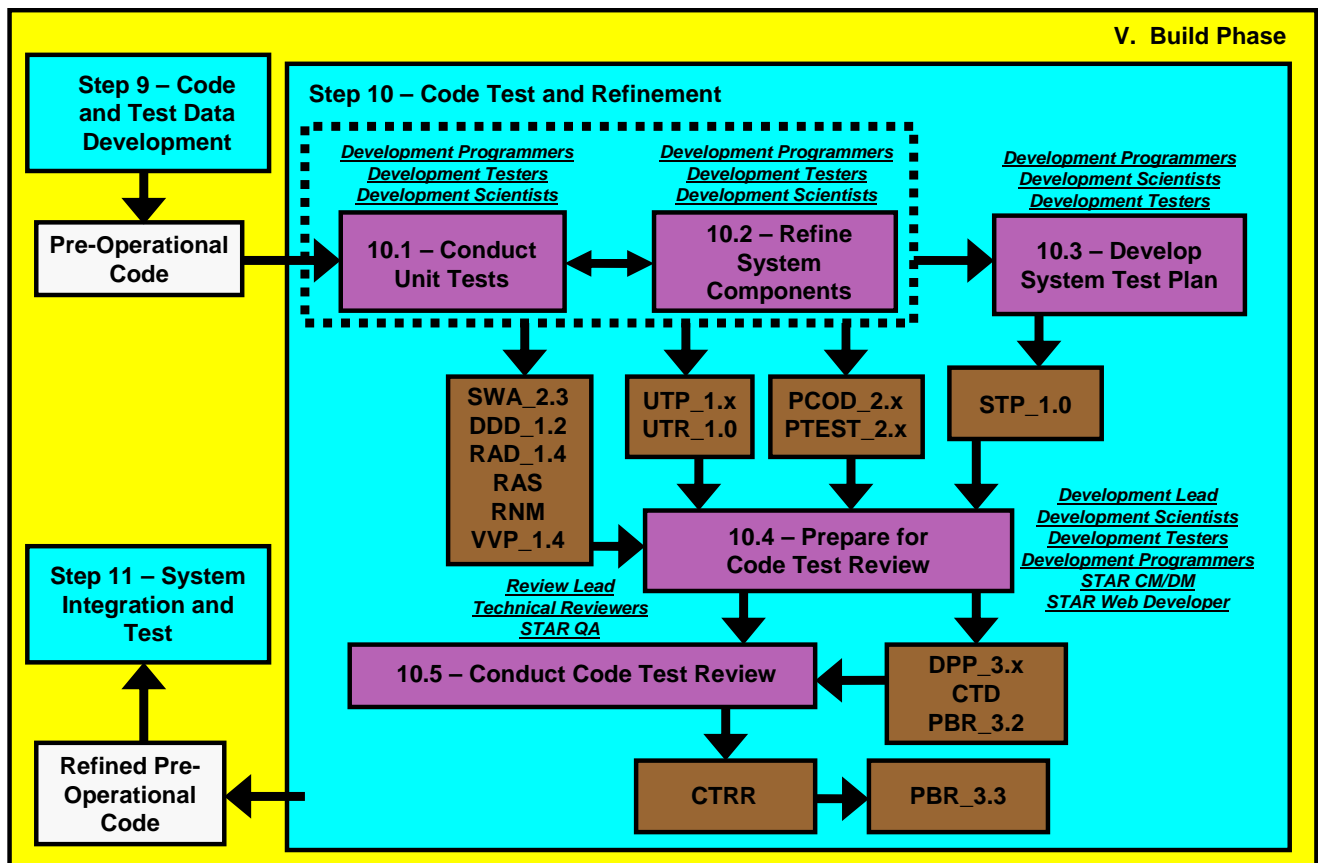 V. Build Phase
Step 9 – Code
and Test Data
Development
Pre-Operational
Code
Step 10 – Code Test and Refinement
Development Programmers
Development Testers
Development Scientists
10.1 – Conduct
Unit Tests
Development Programmers
Development Testers
Development Scientists
10.2 – Refine
System
Components
Development Programmers
Development Scientists
Development Testers
10.3 – Develop
System Test Plan
SWA_2.3
DDD_1.2
RAD_1.4
RAS
RNM
VVP_1.4
UTP_1.x
UTR_1.0
PCOD_2.x
PTEST_2.x
STP_1.0
10.4 – Prepare for
Code Test Review
Development Lead
Development Scientists
Development Testers
Development Programmers
STAR CM/DM
STAR Web Developer
Review Lead
Technical Reviewers
STAR QA
10.5 – Conduct Code Test Review
DPP_3.x
CTD
PBR_3.2
CTRR
PBR_3.3
Step 11 – System
Integration and
Test
Refined Pre-
Operational
Code